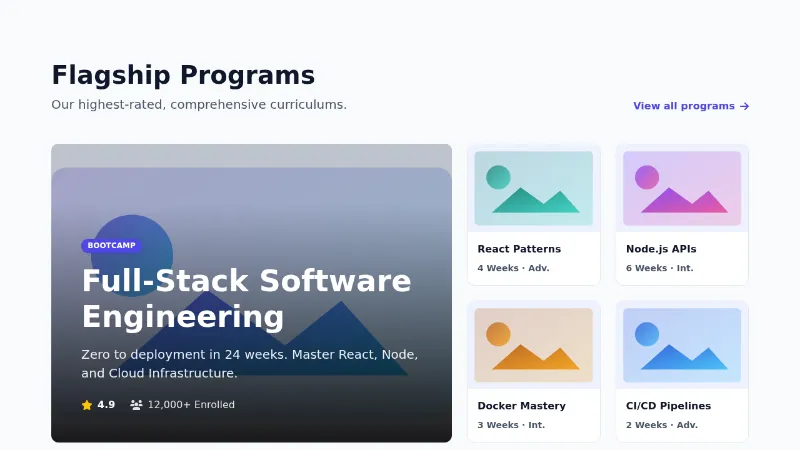 Flagship Programs
Our highest-rated, comprehensive curriculums.
View all programs →
BOOTCAMP
Full-Stack Software
Engineering
Zero to deployment in 24 weeks. Master React, Node,
and Cloud Infrastructure.
4.9 12,000+ Enrolled
React Patterns
4 Weeks · Adv.
Node.js APIs
6 Weeks · Int.
Docker Mastery
3 Weeks · Int.
CI/CD Pipelines
2 Weeks · Adv.